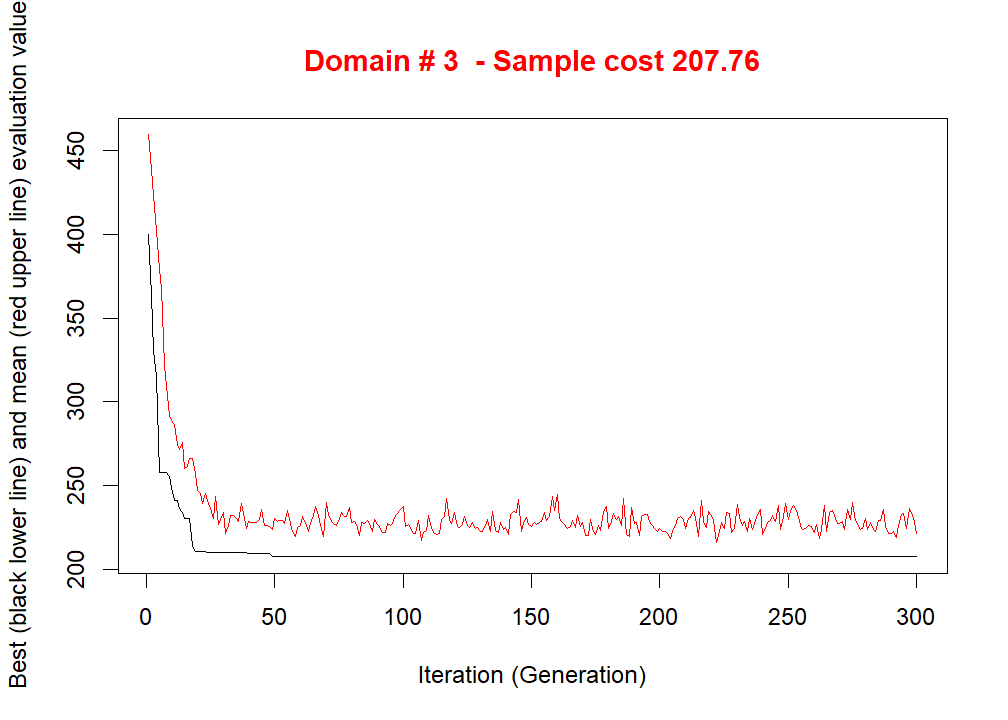 Domain # 3  - Sample cost 207.76
Best (black lower line) and mean (red upper line) evaluation value
450
400
350
300
250
200
0 50 100 150 200 250 300
Iteration (Generation)